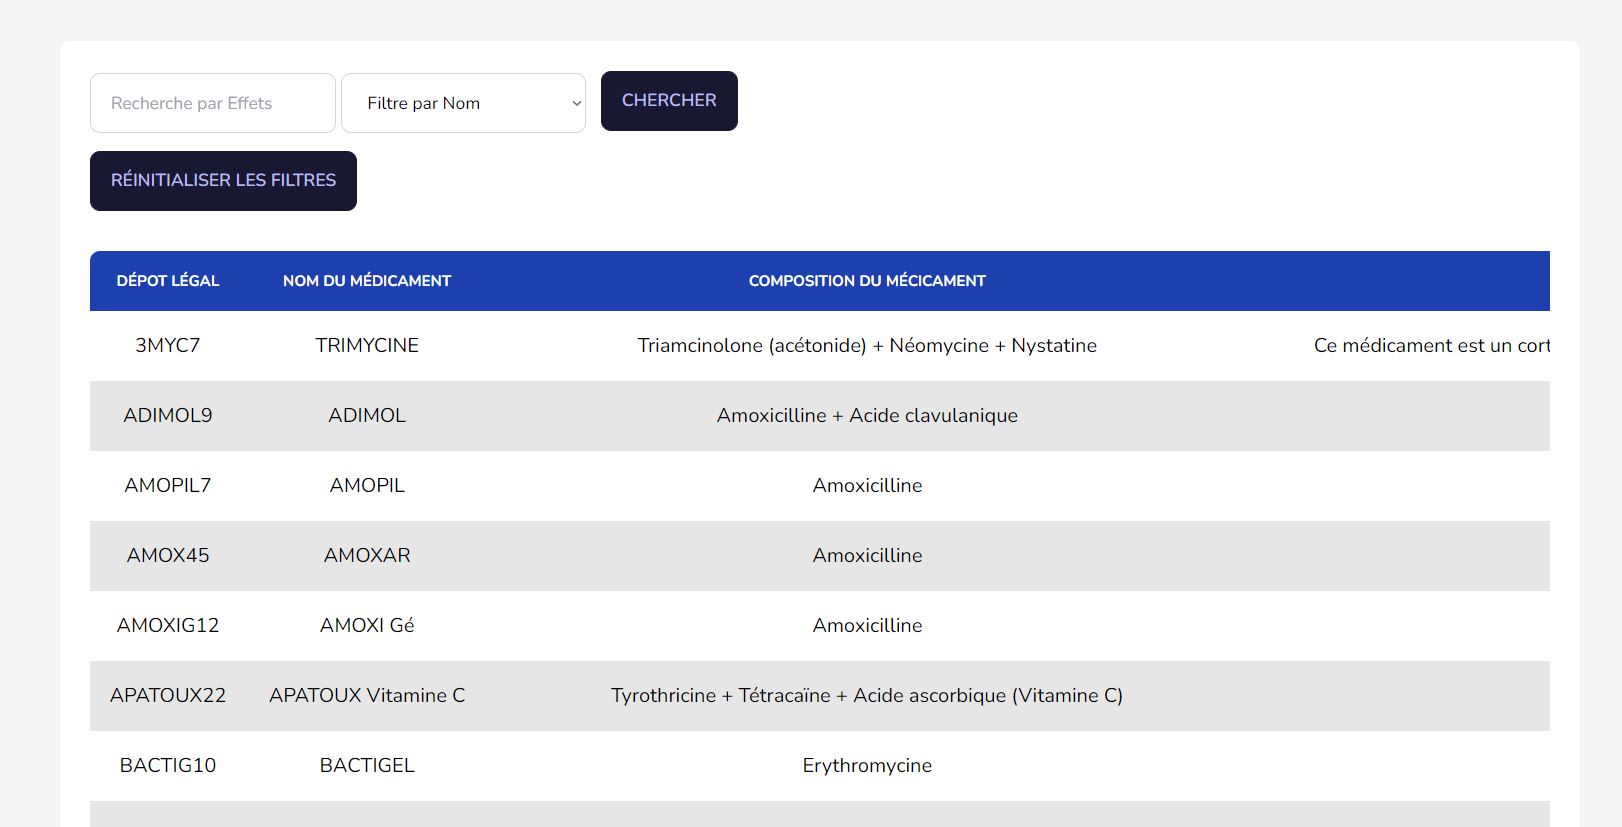 Recherche par Effets Filtre par Nom CHERCHER
RÉINITIALISER LES FILTRES
DÉPOT LÉGAL NOM DU MÉDICAMENT COMPOSITION DU MÉCICAMENT
3MYC7 TRIMYCINE Triamcinolone (acétonide) + Néomycine + Nystatine Ce médicament est un cort
ADIMOL9 ADIMOL Amoxicilline + Acide clavulanique
AMOPIL7 AMOPIL Amoxicilline
AMOX45 AMOXAR Amoxicilline
AMOXIG12 AMOXI Gé Amoxicilline
APATOUX22 APATOUX Vitamine C Tyrothricine + Tétracaïne + Acide ascorbique (Vitamine C)
BACTIG10 BACTIGEL Erythromycine